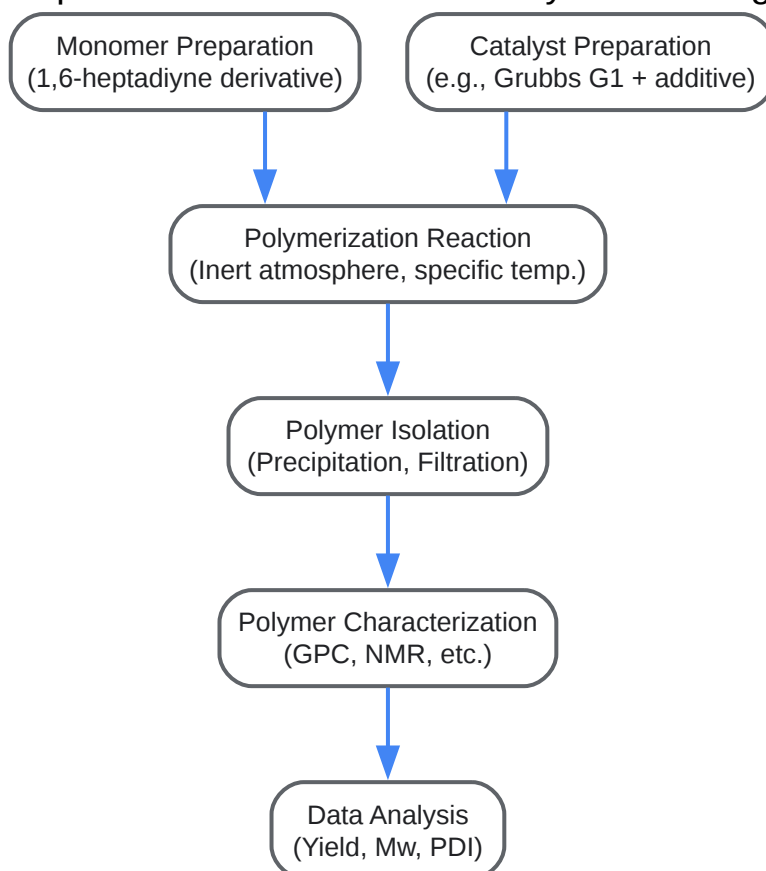 Monomer Preparation
(1,6-heptadiyne derivative)
Catalyst Preparation
(e.g., Grubbs G1 + additive)
Polymerization Reaction
(Inert atmosphere, specific temp.)
Polymer Isolation
(Precipitation, Filtration)
Polymer Characterization
(GPC, NMR, etc.)
Data Analysis
(Yield, Mw, PDI)